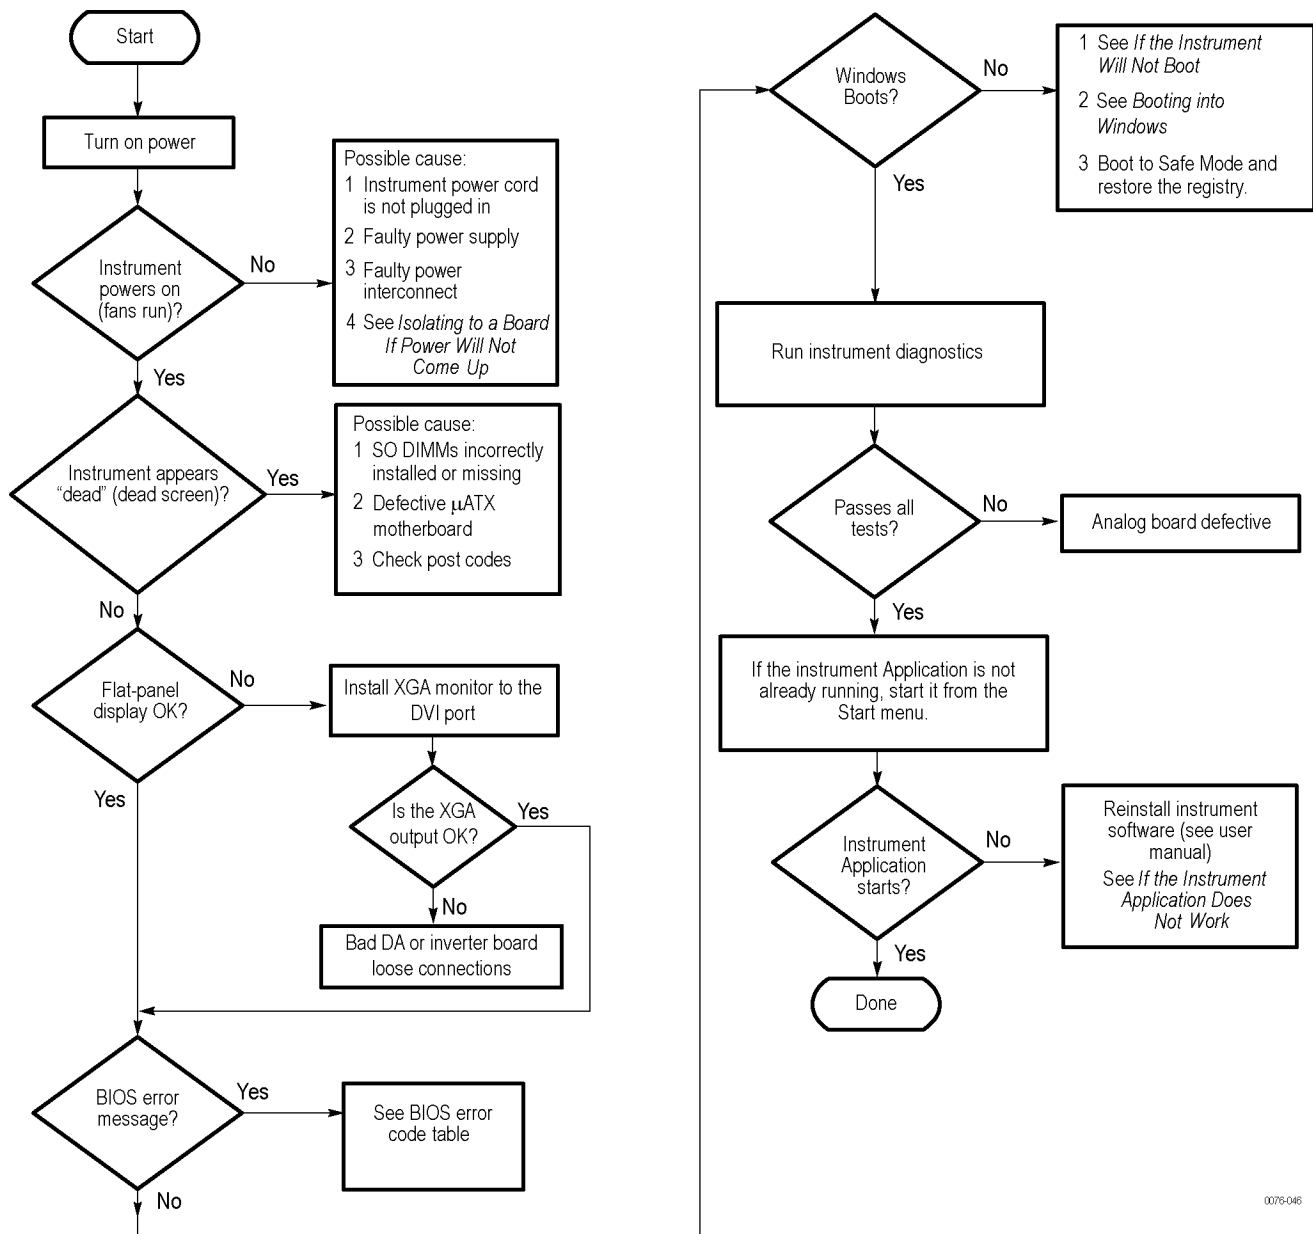 Start
Turn on power
Instrument
powers on
(fans run)?
No
Possible cause:
1 Instrument power cord
is not plugged in
2 Faulty power supply
3 Faulty power
interconnect
4 See Isolating to a Board
If Power Will Not
Come Up
Yes
Instrument appears
“dead” (dead screen)?
Yes
Possible cause:
1 SO DIMMs incorrectly
installed or missing
2 Defective µATX
motherboard
3 Check post codes
No
Flat-panel
display OK?
No
Install XGA monitor to the
DVI port
Yes
Is the XGA
output OK?
Yes
No
Bad DA or inverter board
loose connections
BIOS error
message?
Yes
See BIOS error
code table
No
Windows
Boots?
No
1 See If the Instrument
Will Not Boot
2 See Booting into
Windows
3 Boot to Safe Mode and
restore the registry.
Yes
Run instrument diagnostics
Passes all
tests?
No
Analog board defective
Yes
If the instrument Application is not
already running, start it from the
Start menu.
Instrument
Application
starts?
No
Reinstall instrument
software (see user
manual)
See If the Instrument
Application Does
Not Work
Yes
Done
0076-046